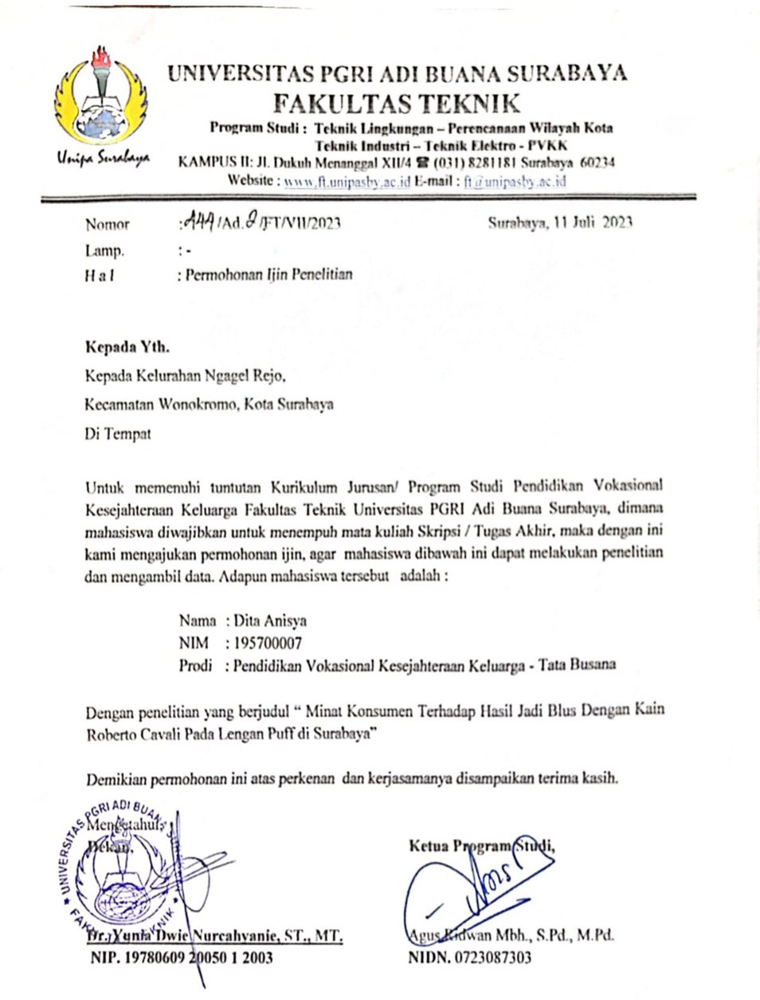 UNIVERSITAS PGRI ADI BUANA SURABAYA
FAKULTAS TEKNIK
Program Studi : Teknik Lingkungan – Perencanaan Wilayah Kota
Teknik Industri – Teknik Elektro - PVKK
KAMPUS II: Jl. Dukuh Menanggal XII/4 ☎ (031) 8281181 Surabaya 60234
Website : www.ft.unipasby.ac.id E-mail : ft@unipasby.ac.id
Unipa Surabaya
Nomor : /Ad.2/FT/VII/2023 Surabaya, 11 Juli 2023
Lamp. : -
H a l : Permohonan Ijin Penelitian
Kepada Yth.
Kepada Kelurahan Ngagel Rejo,
Kecamatan Wonokromo, Kota Surabaya
Di Tempat
Untuk memenuhi tuntutan Kurikulum Jurusan/ Program Studi Pendidikan Vokasional
Kesejahteraan Keluarga Fakultas Teknik Universitas PGRI Adi Buana Surabaya, dimana
mahasiswa diwajibkan untuk menempuh mata kuliah Skripsi / Tugas Akhir, maka dengan ini
kami mengajukan permohonan ijin, agar mahasiswa dibawah ini dapat melakukan penelitian
dan mengambil data. Adapun mahasiswa tersebut adalah :
Nama : Dita Anisya
NIM : 195700007
Prodi : Pendidikan Vokasional Kesejahteraan Keluarga - Tata Busana
Dengan penelitian yang berjudul “ Minat Konsumen Terhadap Hasil Jadi Blus Dengan Kain
Roberto Cavali Pada Lengan Puff di Surabaya”
Demikian permohonan ini atas perkenan dan kerjasamanya disampaikan terima kasih.
Mengetahui,
Dekan,
Ketua Program Studi,
UNIVERSITAS PGRI ADI BUANA
Dr. Yunia Dwie Nurcahyanie, ST., MT.
NIP. 19780609 20050 1 2003
Agus Ridwan Mbh., S.Pd., M.Pd.
NIDN. 0723087303